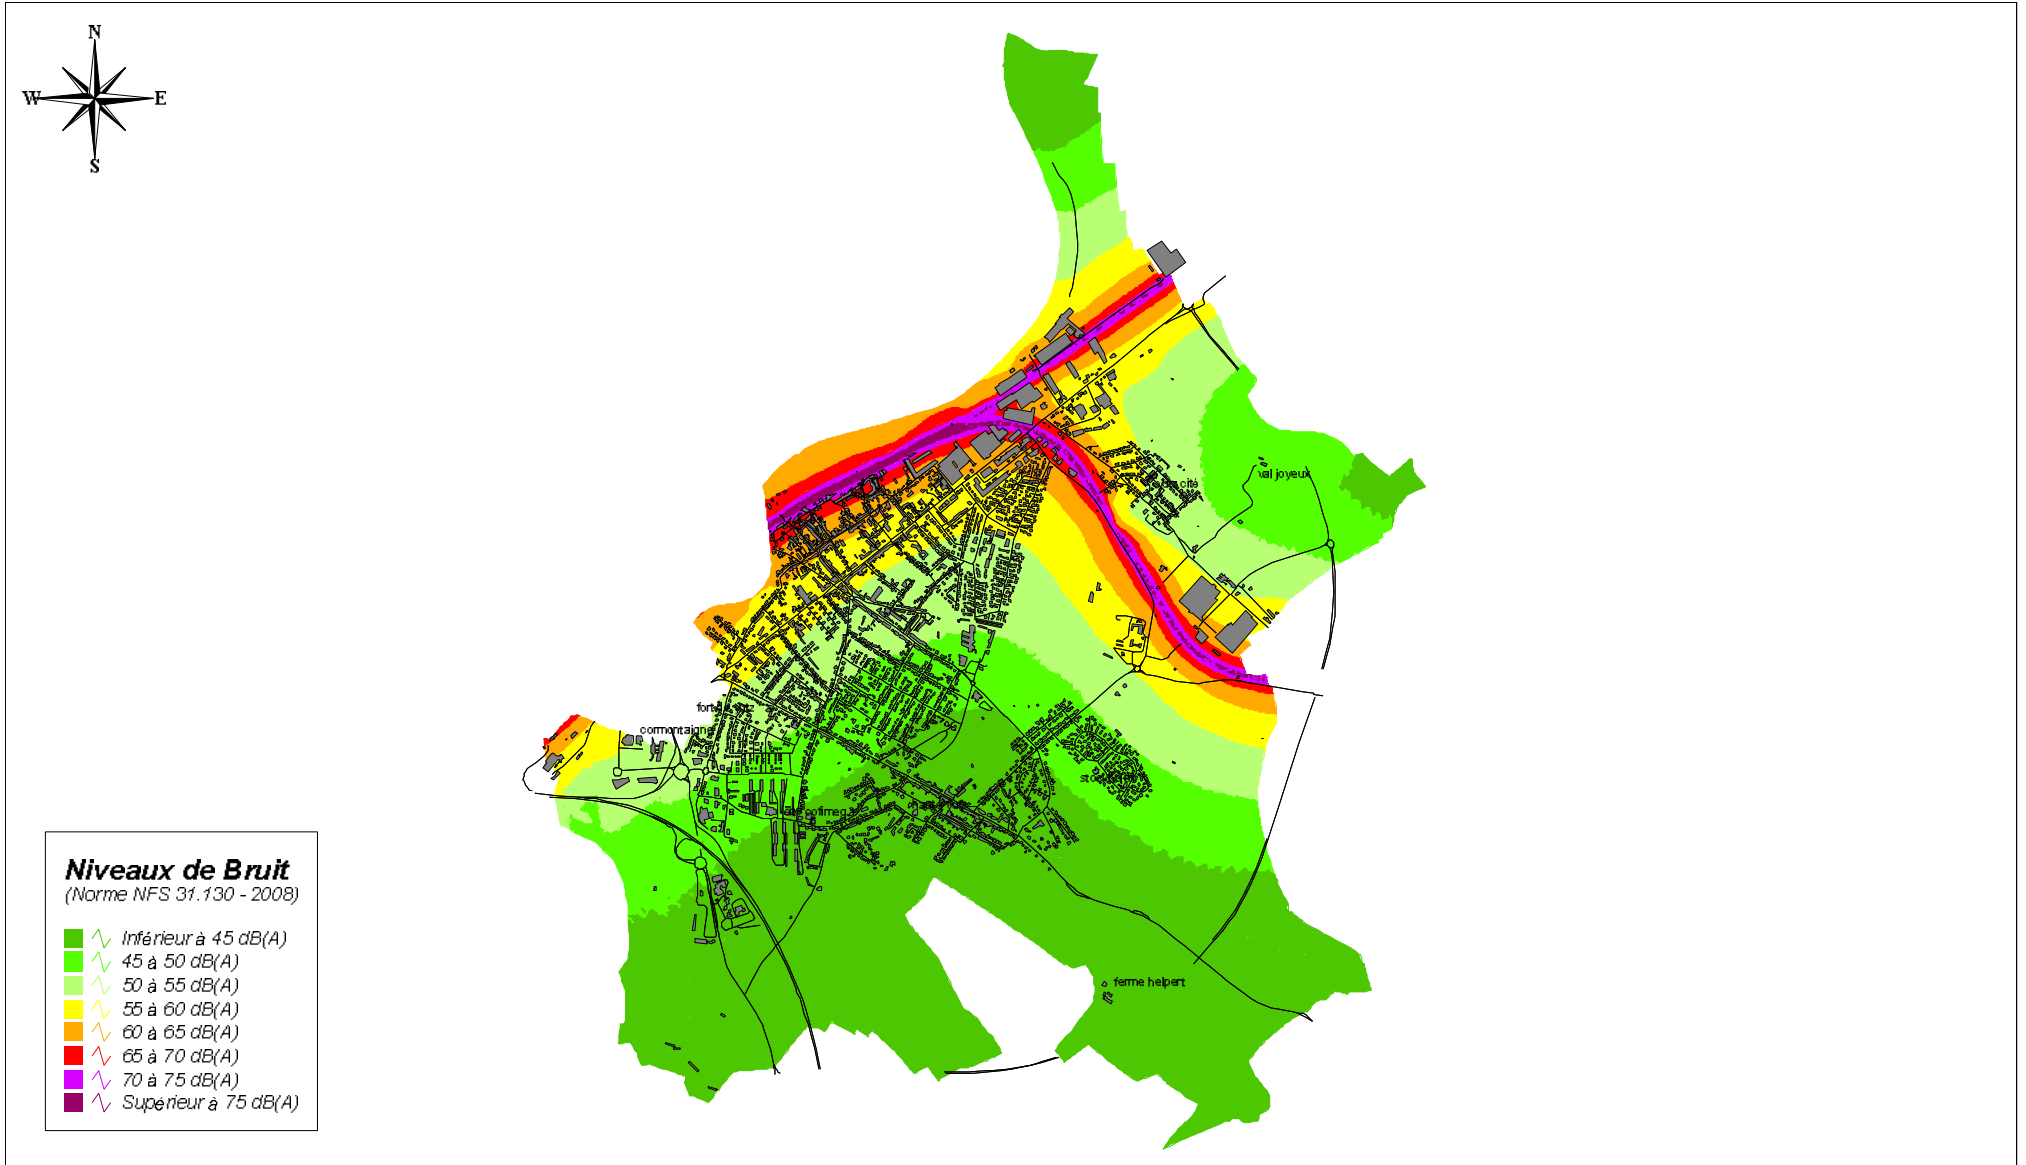 N
W
E
S
val joyeux
cité
cormontaigne
ferme helpert
Niveaux de Bruit
(Norme NFS 31.130 - 2008)
Inférieur à 45 dB(A)
45 à 50 dB(A)
50 à 55 dB(A)
55 à 60 dB(A)
60 à 65 dB(A)
65 à 70 dB(A)
70 à 75 dB(A)
Supérieur à 75 dB(A)